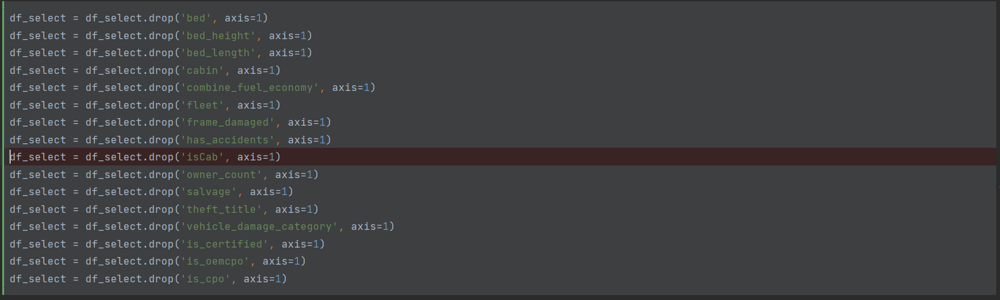 df_select = df_select.drop('bed', axis=1)
df_select = df_select.drop('bed_height', axis=1)
df_select = df_select.drop('bed_length', axis=1)
df_select = df_select.drop('cabin', axis=1)
df_select = df_select.drop('combine_fuel_economy', axis=1)
df_select = df_select.drop('fleet', axis=1)
df_select = df_select.drop('frame_damaged', axis=1)
df_select = df_select.drop('has_accidents', axis=1)
df_select = df_select.drop('isCab', axis=1)
df_select = df_select.drop('owner_count', axis=1)
df_select = df_select.drop('salvage', axis=1)
df_select = df_select.drop('theft_title', axis=1)
df_select = df_select.drop('vehicle_damage_category', axis=1)
df_select = df_select.drop('is_certified', axis=1)
df_select = df_select.drop('is_oemcpo', axis=1)
df_select = df_select.drop('is_cpo', axis=1)